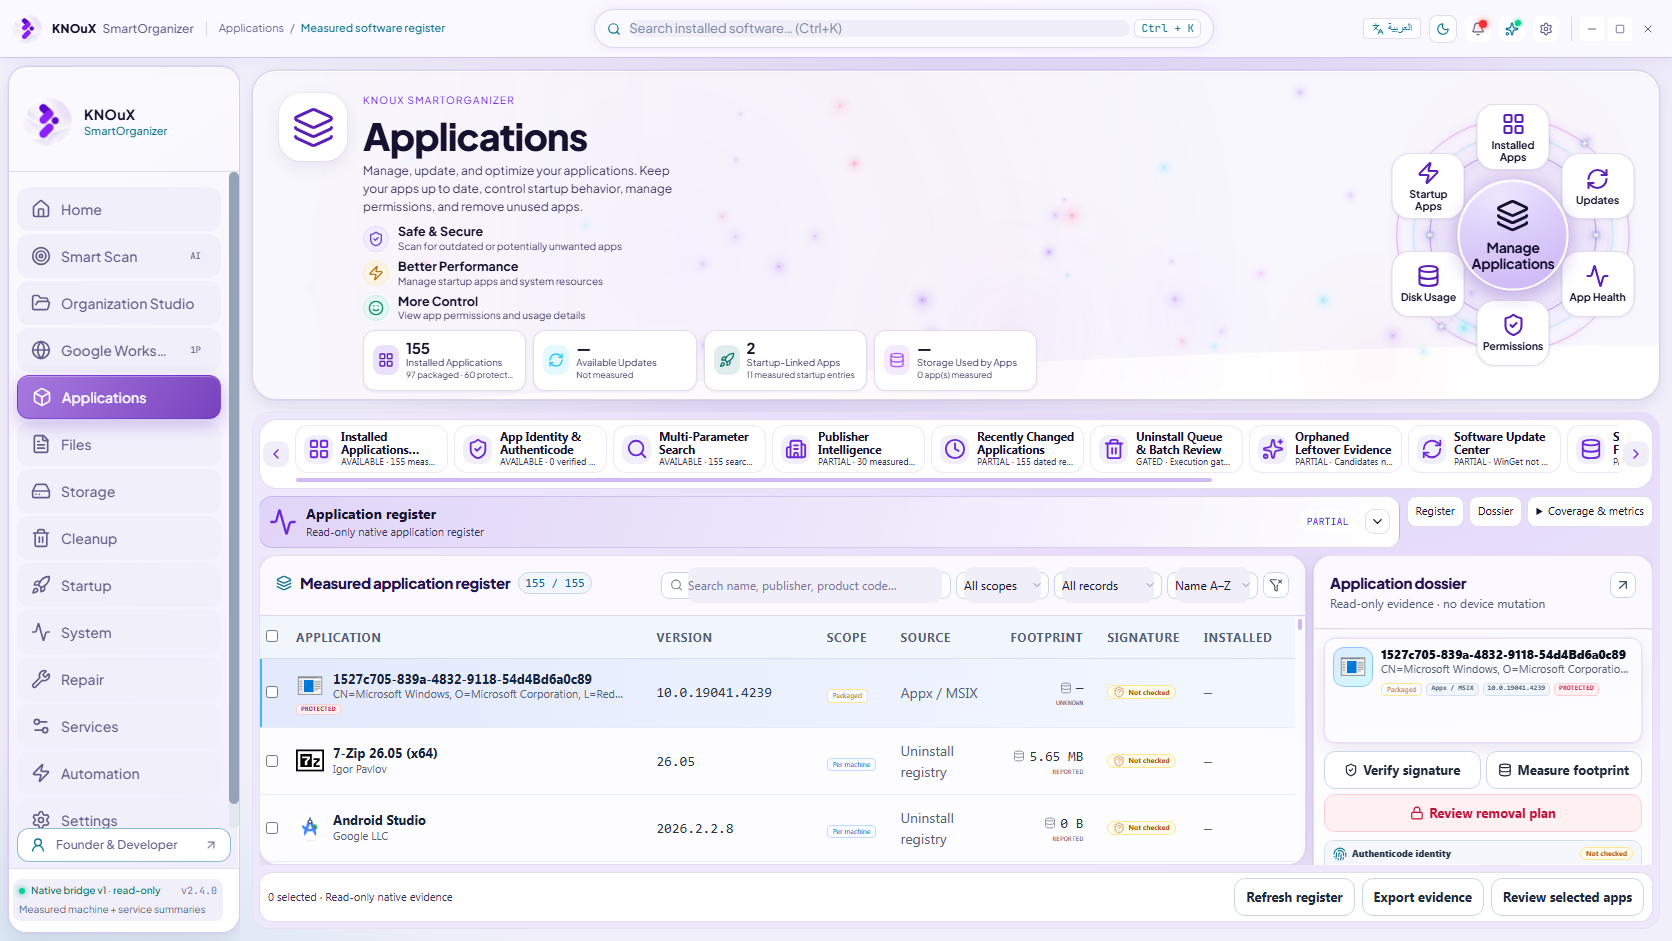 KNOuX SmartOrganizer
Applications / Measured software register
Search installed software... (Ctrl+K)
Ctrl + K
العربية
KNOuX
SmartOrganizer
Home
Smart Scan AI
Organization Studio
Google Works... 1P
Applications
Files
Storage
Cleanup
Startup
System
Repair
Services
Automation
Settings
Founder & Developer
Native bridge v1 · read-only v2.4.0
Measured machine + service summaries
KNOUX SMARTORGANIZER
Applications
Manage, update, and optimize your applications. Keep
your apps up to date, control startup behavior, manage
permissions, and remove unused apps.
Safe & Secure
Scan for outdated or potentially unwanted apps
Better Performance
Manage startup apps and system resources
More Control
View app permissions and usage details
155
Installed Applications
97 packaged · 60 protect...
—
Available Updates
Not measured
2
Startup-Linked Apps
11 measured startup entries
—
Storage Used by Apps
0 app(s) measured
Installed
Apps
Startup
Apps
Updates
Manage
Applications
Disk Usage
App Health
Permissions
Installed
Applications...
AVAILABLE · 155 meas...
App Identity &
Authenticode
AVAILABLE · 0 verified ...
Multi-Parameter
Search
AVAILABLE · 155 searc...
Publisher
Intelligence
PARTIAL · 30 measured...
Recently Changed
Applications
PARTIAL · 155 dated re...
Uninstall Queue
& Batch Review
GATED · Execution gat...
Orphaned
Leftover Evidence
PARTIAL · Candidates n...
Software Update
Center
PARTIAL · WinGet not ...
S
F
Application register
Read-only native application register
PARTIAL
Register
Dossier
Coverage & metrics
Measured application register 155 / 155
Search name, publisher, product code...
All scopes
All records
Name A–Z
APPLICATION VERSION SCOPE SOURCE FOOTPRINT SIGNATURE INSTALLED
1527c705-839a-4832-9118-54d4Bd6a0c89
CN=Microsoft Windows, O=Microsoft Corporation, L=Red...
PROTECTED
10.0.19041.4239
Packaged
Appx / MSIX
—
UNKNOWN
Not checked
—
7-Zip 26.05 (x64)
Igor Pavlov
26.05
Per machine
Uninstall
registry
5.65 MB
REPORTED
Not checked
—
Android Studio
Google LLC
2026.2.2.8
Per machine
Uninstall
registry
0 B
REPORTED
Not checked
—
Application dossier
Read-only evidence · no device mutation
1527c705-839a-4832-9118-54d4Bd6a0c89
CN=Microsoft Windows, O=Microsoft Corporatio...
Packaged Appx / MSIX 10.0.19041.4239 PROTECTED
Verify signature
Measure footprint
Review removal plan
Authenticode identity Not checked
0 selected · Read-only native evidence
Refresh register
Export evidence
Review selected apps